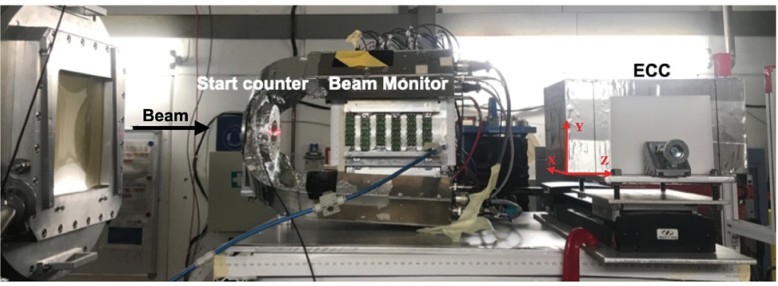 ECC
Start counter
Beam Monitor
Beam
Y
X
Z